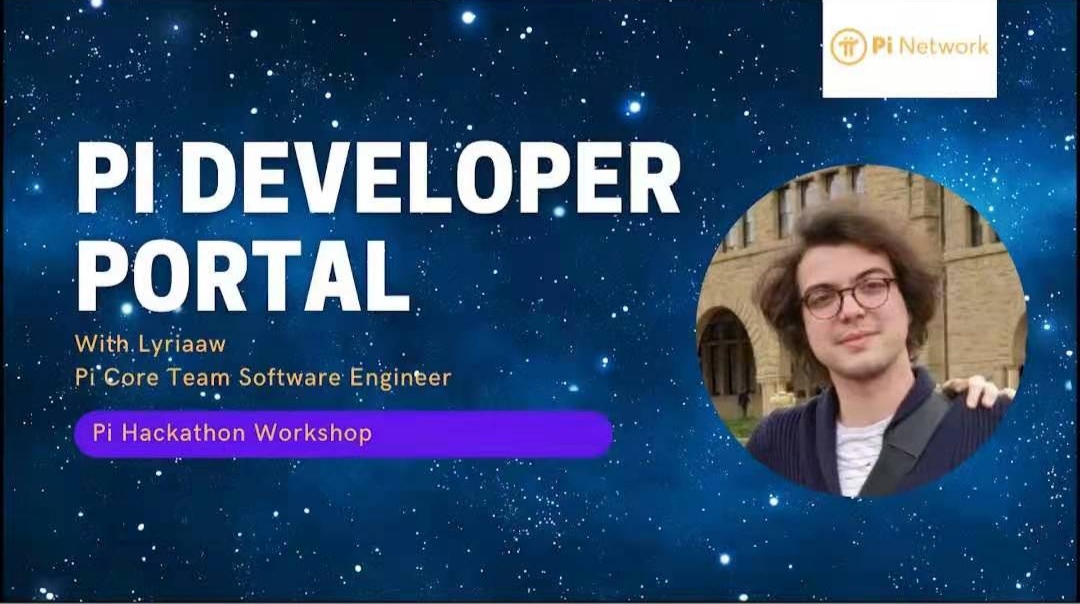 Pi Network
PI DEVELOPER
PORTAL
With Lyriaaw
Pi Core Team Software Engineer
Pi Hackathon Workshop